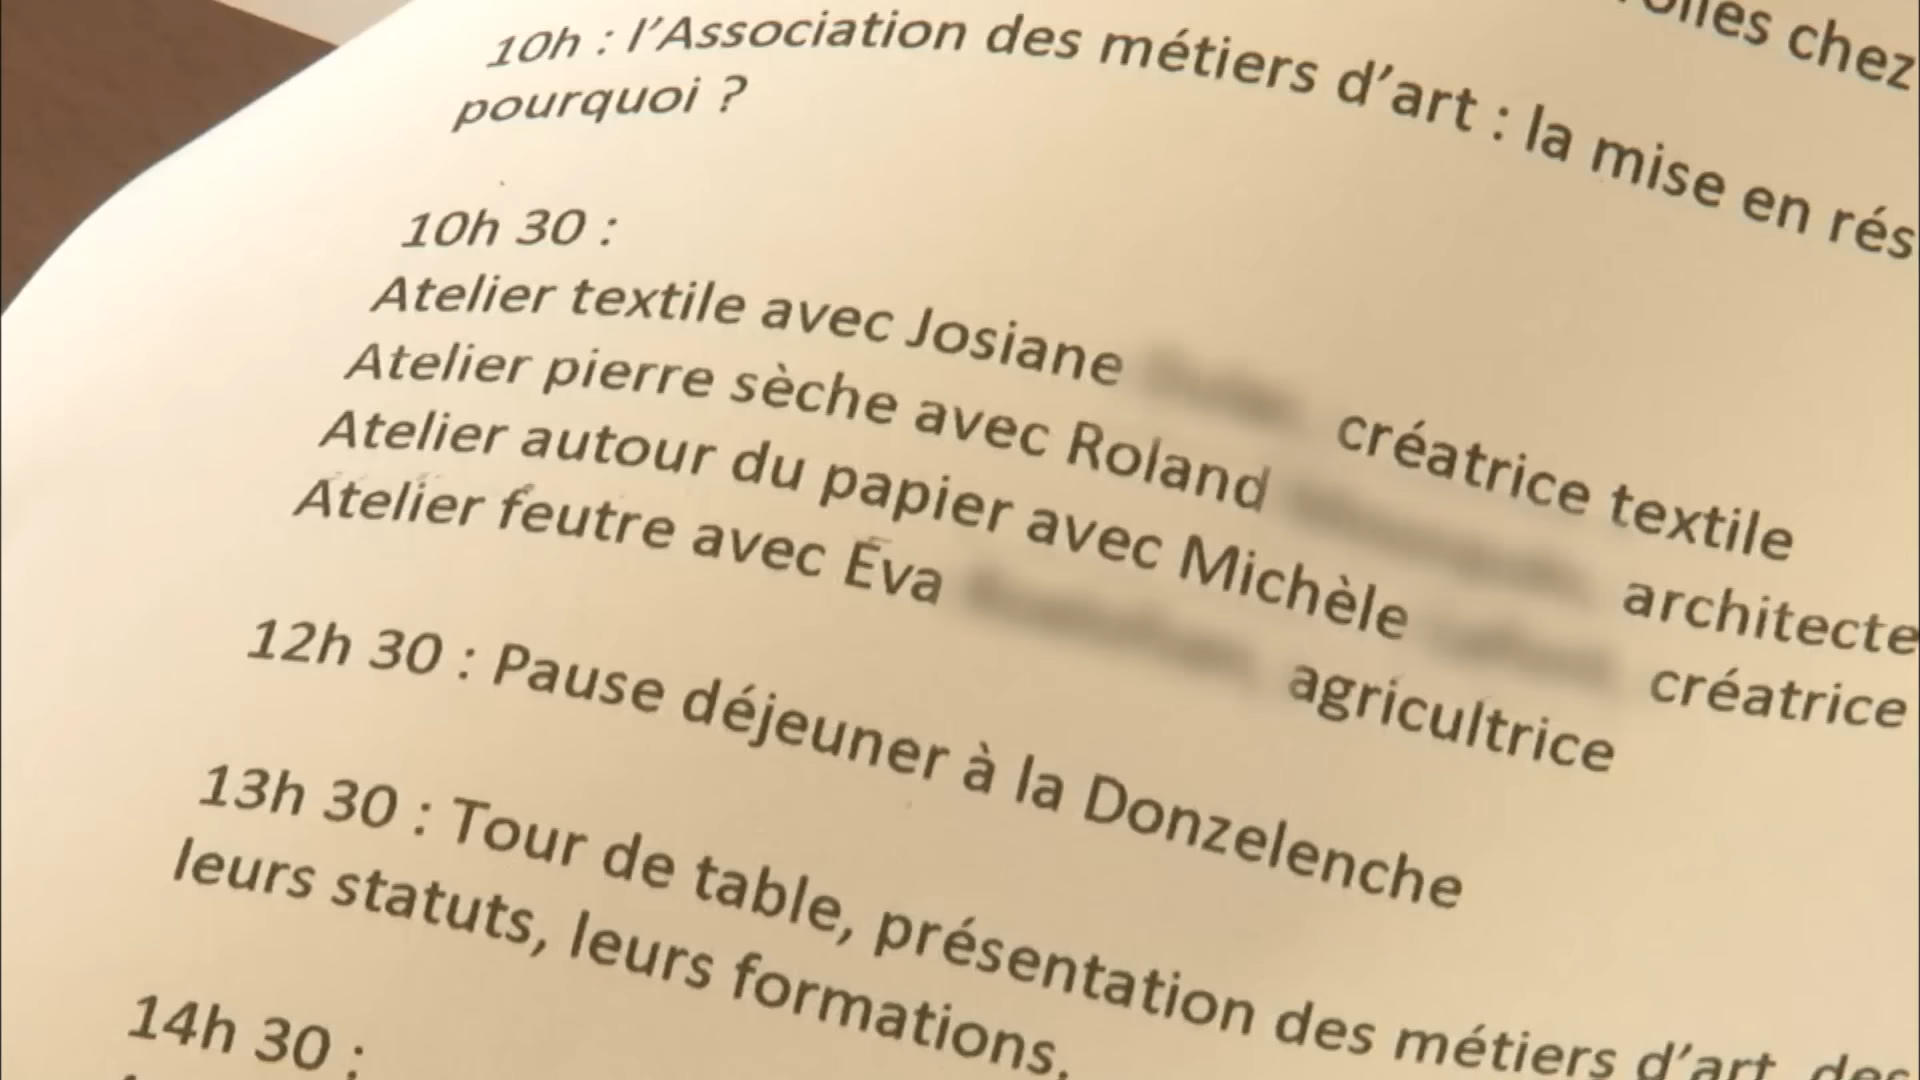 chez
10h : l'Association des métiers d'art : la mise en
pourquoi ?
10h 30 :
Atelier textile avec Josiane créatrice textile
Atelier pierre sèche avec Roland architecte
Atelier autour du papier avec Michèle créatrice
Atelier feutre avec Éva agricultrice
12h 30 : Pause déjeuner à la Donzelenche
13h 30 : Tour de table, présentation des métiers d'art, des
leurs statuts, leurs formations.
14h 30 :